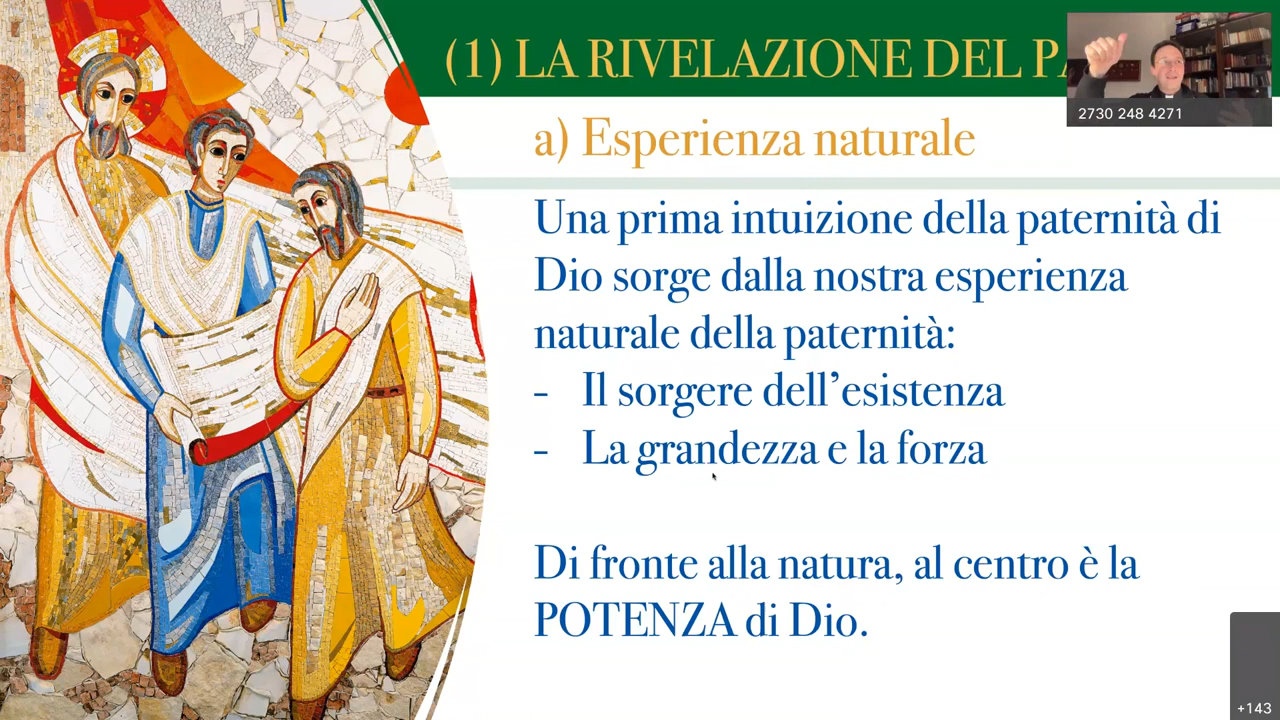 (1) LA RIVELAZIONE DEL
2730 248 4271
a) Esperienza naturale
Una prima intuizione della paternità di
Dio sorge dalla nostra esperienza
naturale della paternità:
- Il sorgere dell’esistenza
- La grandezza e la forza
Di fronte alla natura, al centro è la
POTENZA di Dio.
+143